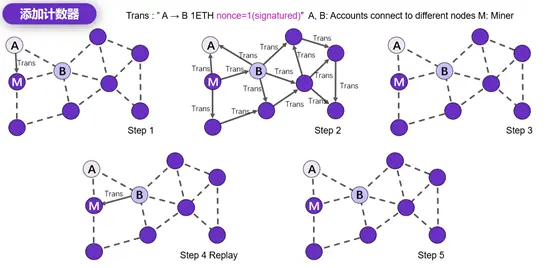 添加计数器
Trans : " A → B 1ETH nonce=1(signatured)" A, B: Accounts connect to different nodes M: Miner
A
Trans
M
B
Step 1
A
Trans
M
Trans
B
Trans
Trans
Trans
Trans
Trans
Trans
Trans
Trans
Trans
Trans
Trans
Step 2
A
M
B
Step 3
A
Trans
M
B
Step 4 Replay
A
M
B
Step 5